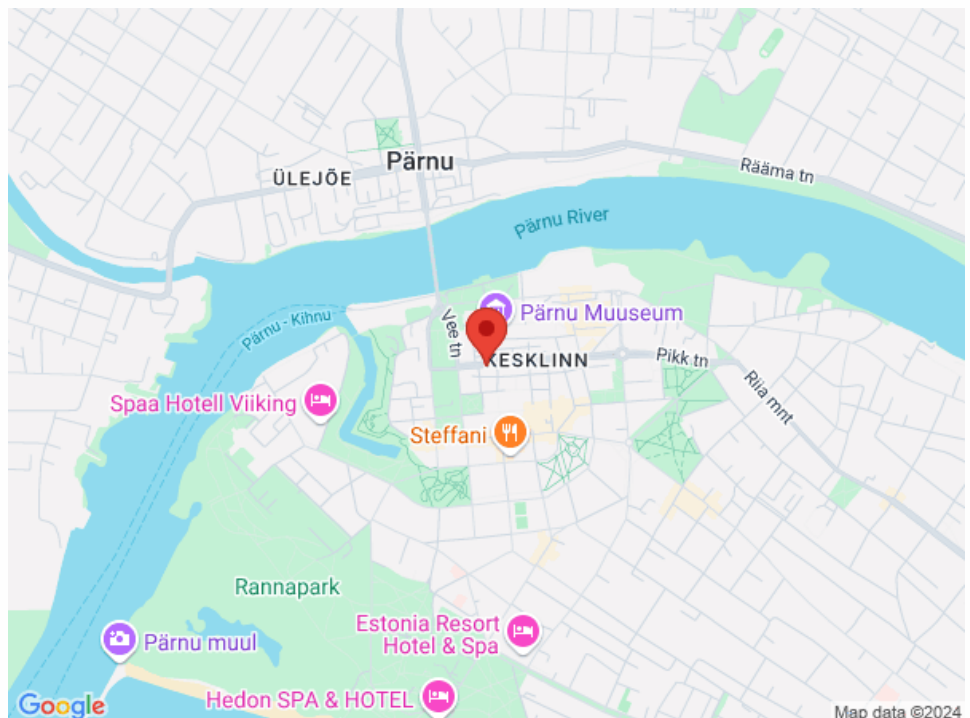 Pärnu
ÜLEJÕE
Rääma tn
Pärnu River
Pärnu - Kihnu
Vee tn
Pärnu Muuseum
KESKLINN
Pikk tn
Riia mnt
Spaa Hotell Viiking
Steffani
Rannapark
Estonia Resort
Hotel & Spa
Pärnu muul
Hedon SPA & HOTEL
Google
Map data ©2024